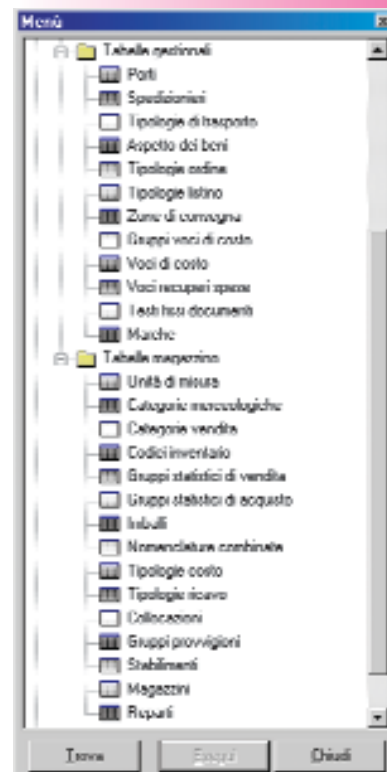 Menù
Tabelle gestionali
Porti
Spedizionieri
Tipologie di trasporto
Aspetto dei beni
Tipologie ordine
Tipologie listino
Zone di consegna
Gruppi voci di costo
Voci di costo
Voci recuperi spese
Testi fissi documenti
Marche
Tabelle magazzino
Unità di misura
Categorie merceologiche
Categorie vendita
Codici inventario
Gruppi statistici di vendita
Gruppi statistici di acquisto
Imballi
Nomenclature combinate
Tipologie costo
Tipologie ricavo
Collocazioni
Gruppi provvigioni
Stabilimenti
Magazzini
Reparti
Trova Esegui Chiudi